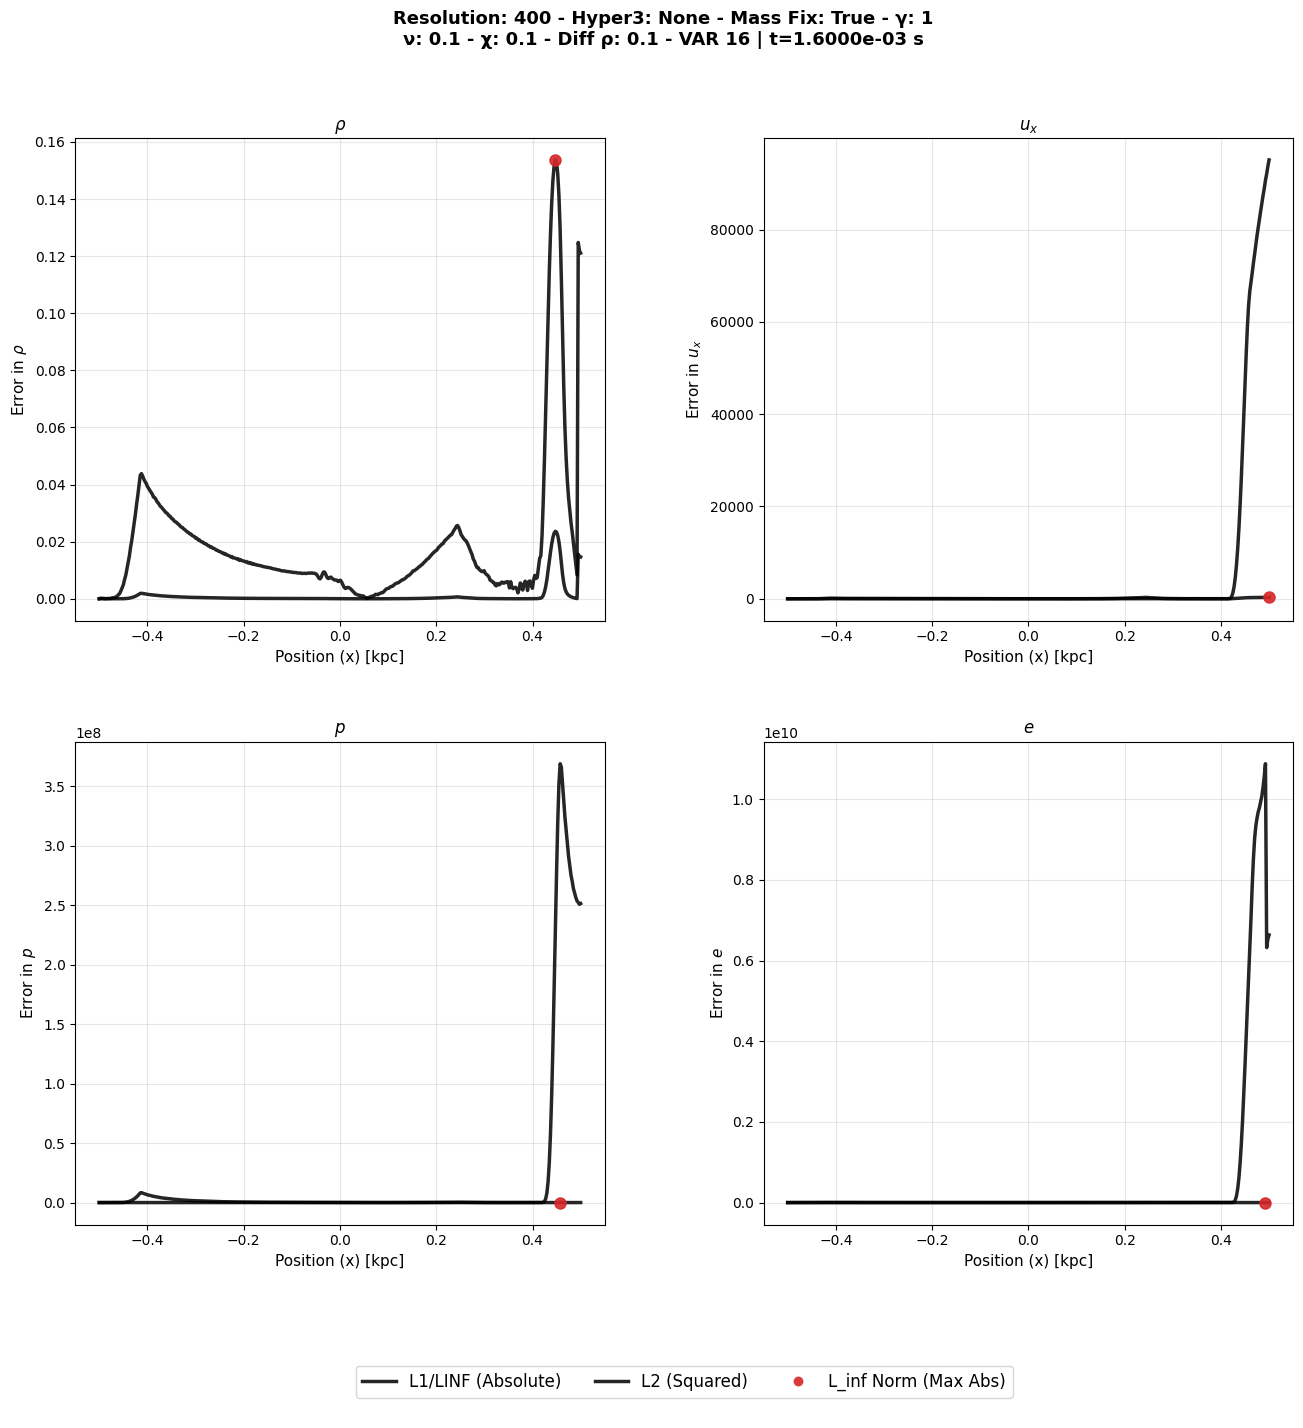 Resolution: 400 - Hyper3: None - Mass Fix: True - γ: 1
ν: 0.1 - χ: 0.1 - Diff ρ: 0.1 - VAR 16 | t=1.6000e-03 s
ρ
0.16
0.14
0.12
0.10
0.08
0.06
0.04
0.02
0.00
Error in ρ
−0.4 −0.2 0.0 0.2 0.4
Position (x) [kpc]
u_x
80000
60000
40000
20000
0
Error in u_x
−0.4 −0.2 0.0 0.2 0.4
Position (x) [kpc]
p
1e8
3.5
3.0
2.5
2.0
1.5
1.0
0.5
0.0
Error in p
−0.4 −0.2 0.0 0.2 0.4
Position (x) [kpc]
e
1e10
1.0
0.8
0.6
0.4
0.2
0.0
Error in e
−0.4 −0.2 0.0 0.2 0.4
Position (x) [kpc]
L1/LINF (Absolute) L2 (Squared) L_inf Norm (Max Abs)